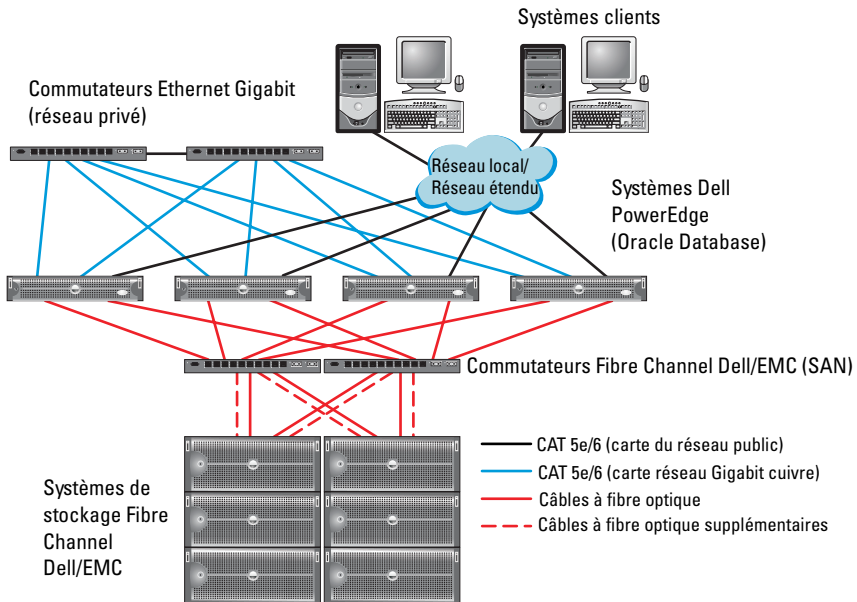 Systèmes clients
Commutateurs Ethernet Gigabit
(réseau privé)
Réseau local/
Réseau étendu
Systèmes Dell
PowerEdge
(Oracle Database)
Commutateurs Fibre Channel Dell/EMC (SAN)
CAT 5e/6 (carte du réseau public)
CAT 5e/6 (carte réseau Gigabit cuivre)
Câbles à fibre optique
Câbles à fibre optique supplémentaires
Systèmes de
stockage Fibre
Channel
Dell/EMC